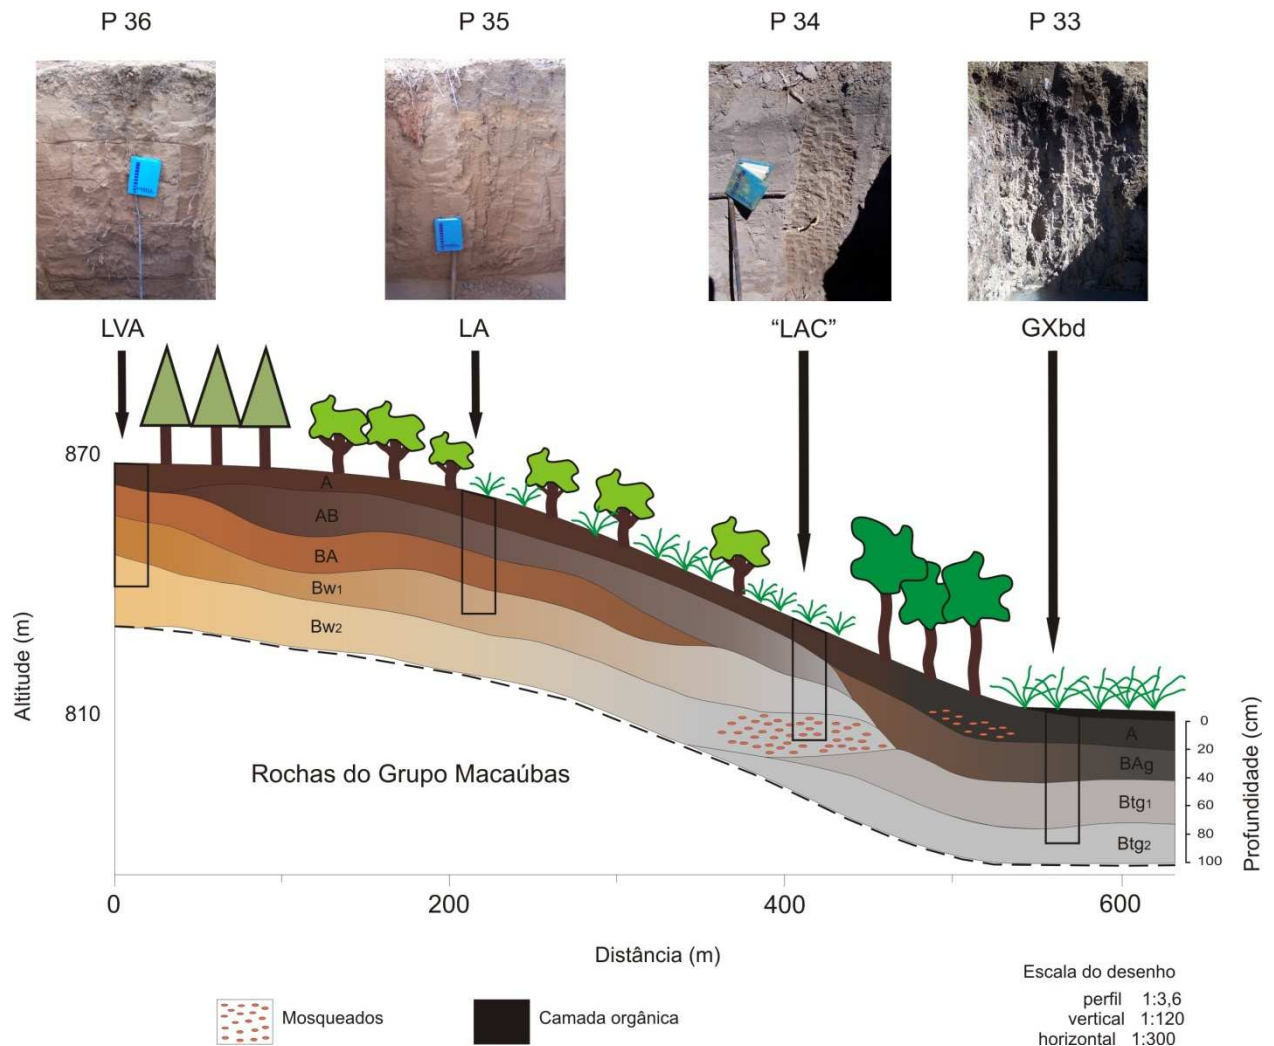 P 36
P 35
P 34
P 33
LVA
LA
“LAC”
GXbd
870
810
Altitude (m)
A
AB
BA
Bw1
Bw2
Rochas do Grupo Macaúbas
A
BAg
Btg1
Btg2
0
20
40
60
80
100
Profundidade (cm)
0
200
400
600
Distância (m)
Mosqueados
Camada orgânica
Escala do desenho
perfil 1:3,6
vertical 1:120
horizontal 1:300